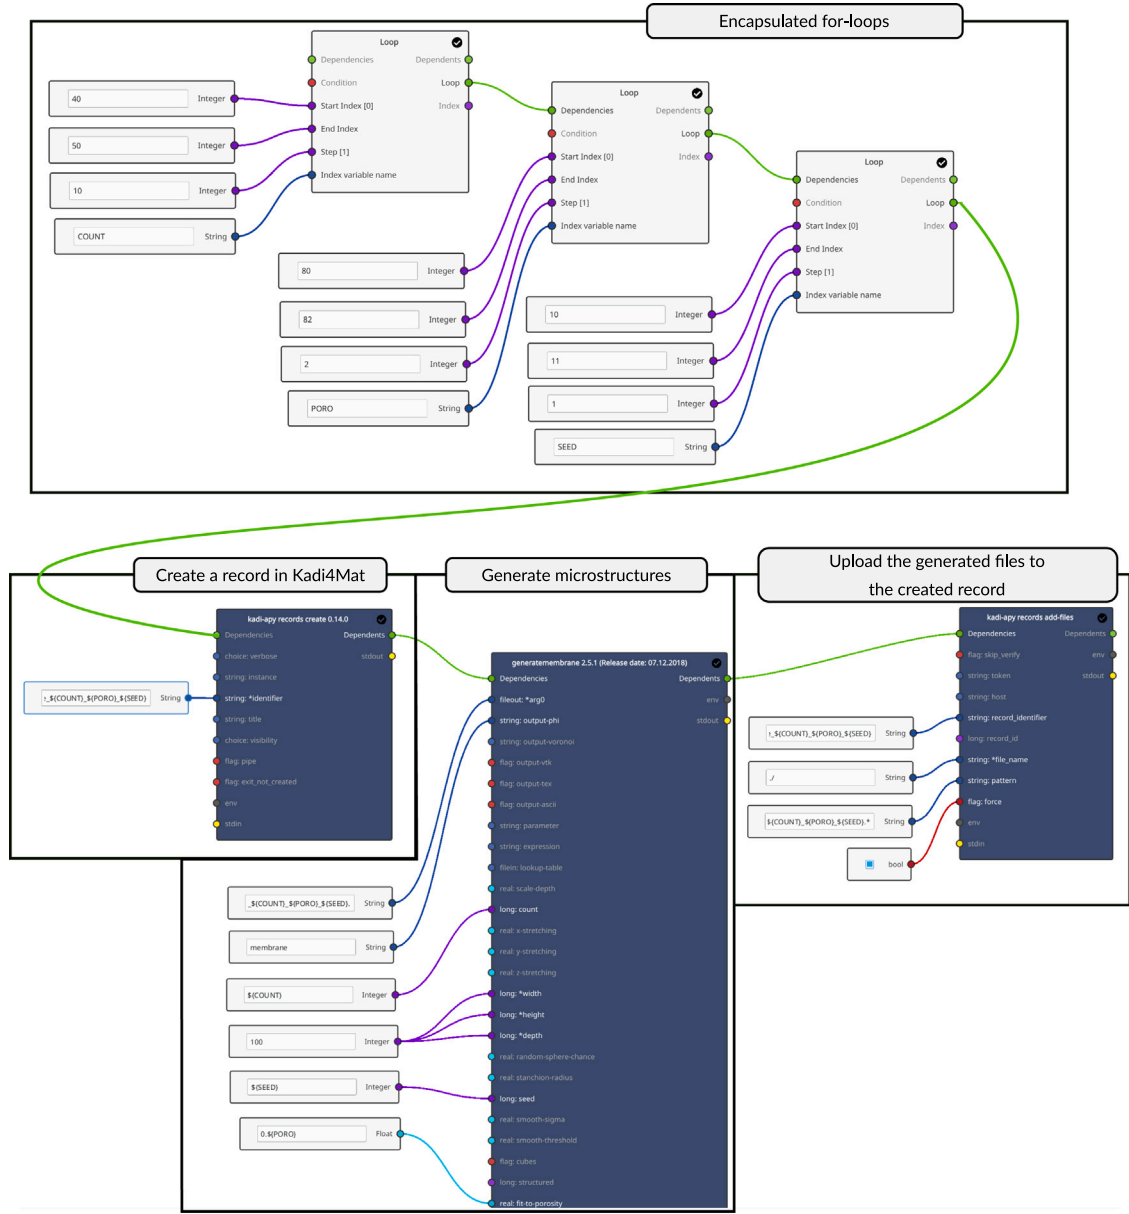 Encapsulated for-loops
Loop
Dependencies Dependents
Condition Loop
Start Index [0] Index
End Index
Step [1]
Index variable name
40 Integer
50 Integer
10 Integer
COUNT String
Loop
Dependencies Dependents
Condition Loop
Start Index [0] Index
End Index
Step [1]
Index variable name
80 Integer
82 Integer
2 Integer
PORO String
Loop
Dependencies Dependents
Condition Loop
Start Index [0] Index
End Index
Step [1]
Index variable name
10 Integer
11 Integer
1 Integer
SEED String
Create a record in Kadi4Mat
kadi-apy records create 0.14.0
Dependencies Dependents
choice: verbose stdout
string: instance
string: *identifier
string: title
choice: visibility
flag: pipe
flag: exit_not_created
env
stdin
_${COUNT}_${PORO}_${SEED} String
Generate microstructures
generatemembrane 2.5.1 (Release date: 07.12.2018)
Dependencies Dependents
fileout: *arg0 env
string: output-phi stdout
string: output-voronoi
flag: output-vtk
flag: output-tex
flag: output-ascii
string: parameter
string: expression
filein: lookup-table
real: scale-depth
long: count
real: x-stretching
real: y-stretching
real: z-stretching
long: *width
long: *height
long: *depth
real: random-sphere-chance
real: stanchion-radius
long: seed
real: smooth-sigma
real: smooth-threshold
flag: cubes
long: structured
real: fit-to-porosity
_${COUNT}_${PORO}_${SEED}. String
membrane String
${COUNT} Integer
100 Integer
${SEED} Integer
0.${PORO} Float
Upload the generated files to
the created record
kadi-apy records add-files
Dependencies Dependents
flag: skip_verify env
string: token stdout
string: host
string: record_identifier
long: record_id
string: *file_name
string: pattern
flag: force
env
stdin
_${COUNT}_${PORO}_${SEED} String
./ String
${COUNT}_${PORO}_${SEED}.* String
bool